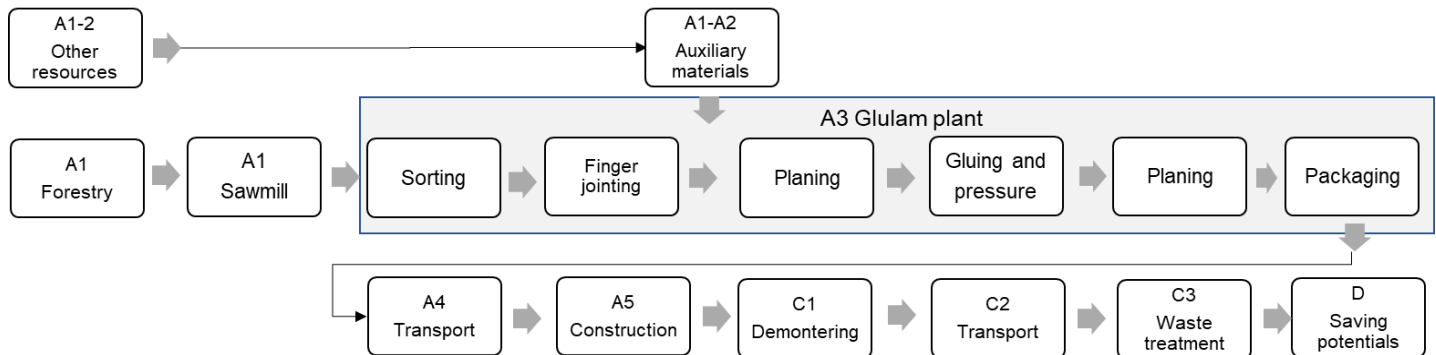 A1-2
Other
resources
A1-A2
Auxiliary
materials
A3 Glulam plant
A1
Forestry
A1
Sawmill
Sorting
Finger
jointing
Planing
Gluing and
pressure
Planing
Packaging
A4
Transport
A5
Construction
C1
Demontering
C2
Transport
C3
Waste
treatment
D
Saving
potentials